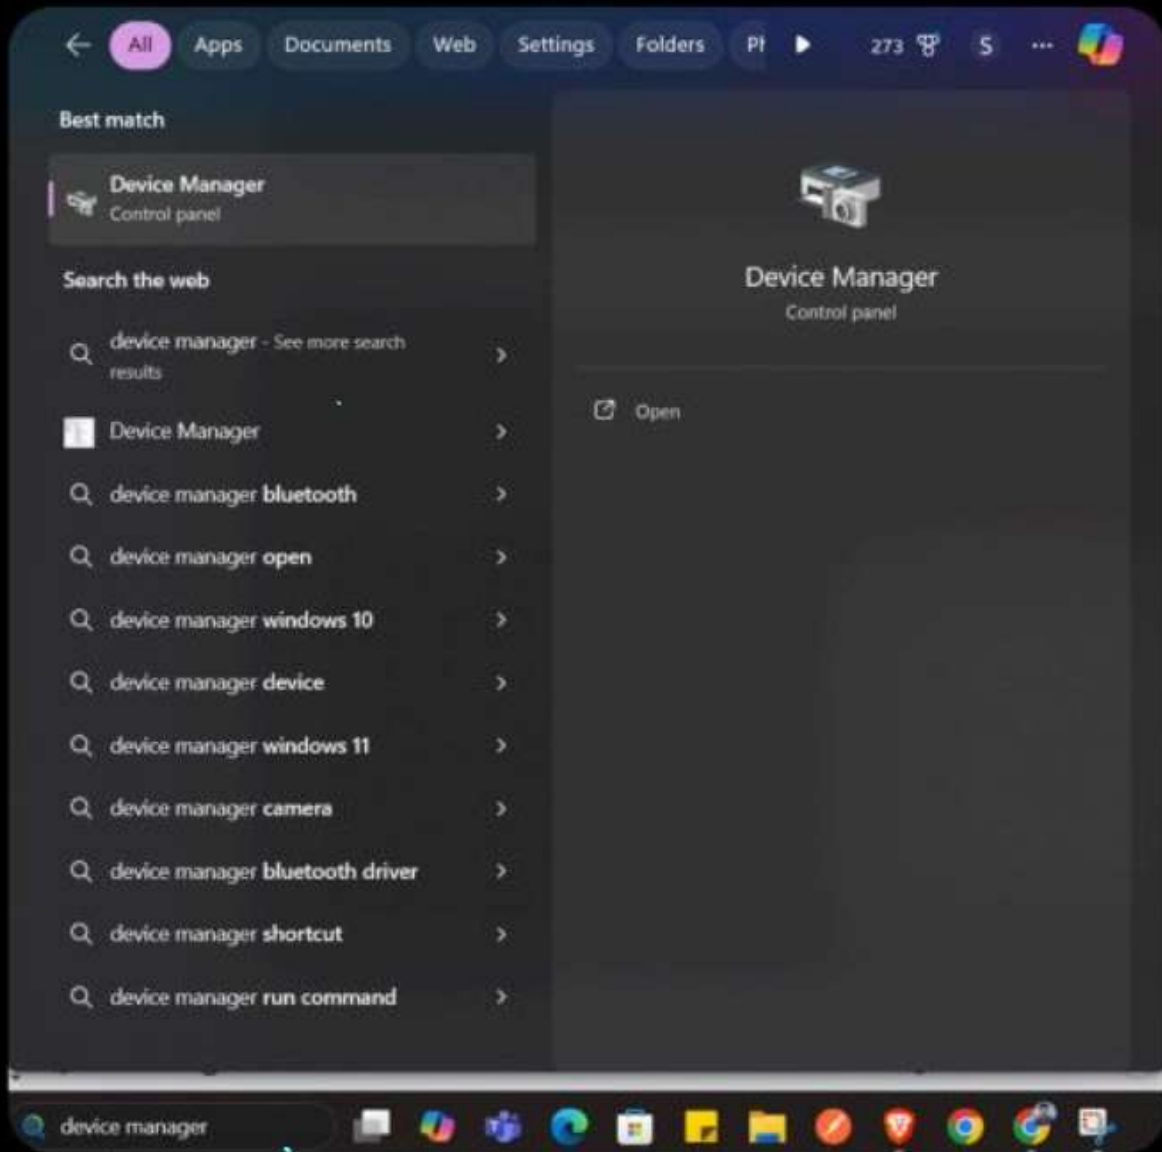 All
Apps
Documents
Web
Settings
Folders
273
S
Best match
Device Manager
Control panel
Search the web
device manager - See more search
results
Device Manager
device manager bluetooth
device manager open
device manager windows 10
device manager device
device manager windows 11
device manager camera
device manager bluetooth driver
device manager shortcut
device manager run command
Device Manager
Control panel
Open
device manager